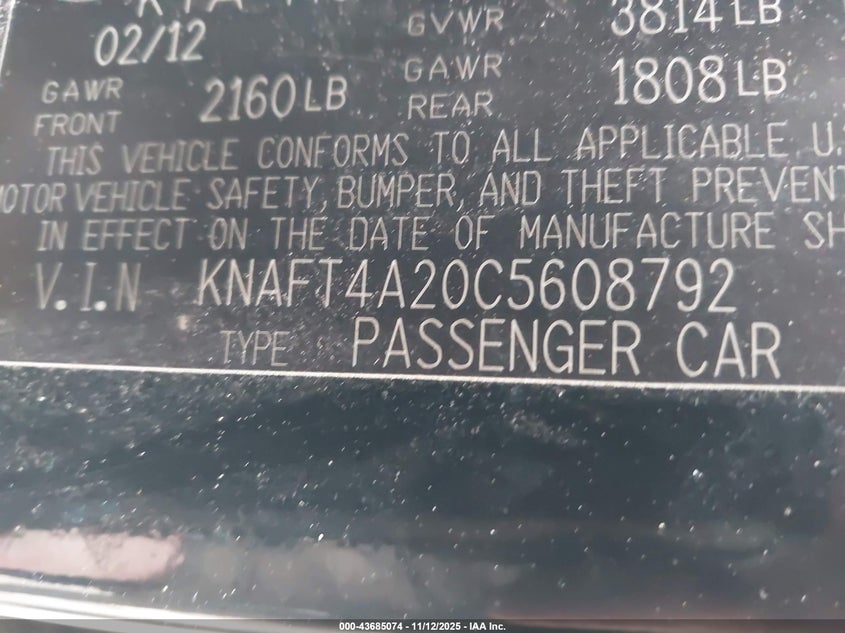 02/12 GVWR 3814LB
GAWR FRONT 2160LB GAWR REAR 1808LB
THIS VEHICLE CONFORMS TO ALL APPLICABLE U.S
MOTOR VEHICLE SAFETY, BUMPER, AND THEFT PREVENT
IN EFFECT ON THE DATE OF MANUFACTURE SH
V.I.N KNAFT4A20C5608792
TYPE PASSENGER CAR
000-43685074 - 11/12/2025 - IAA Inc.